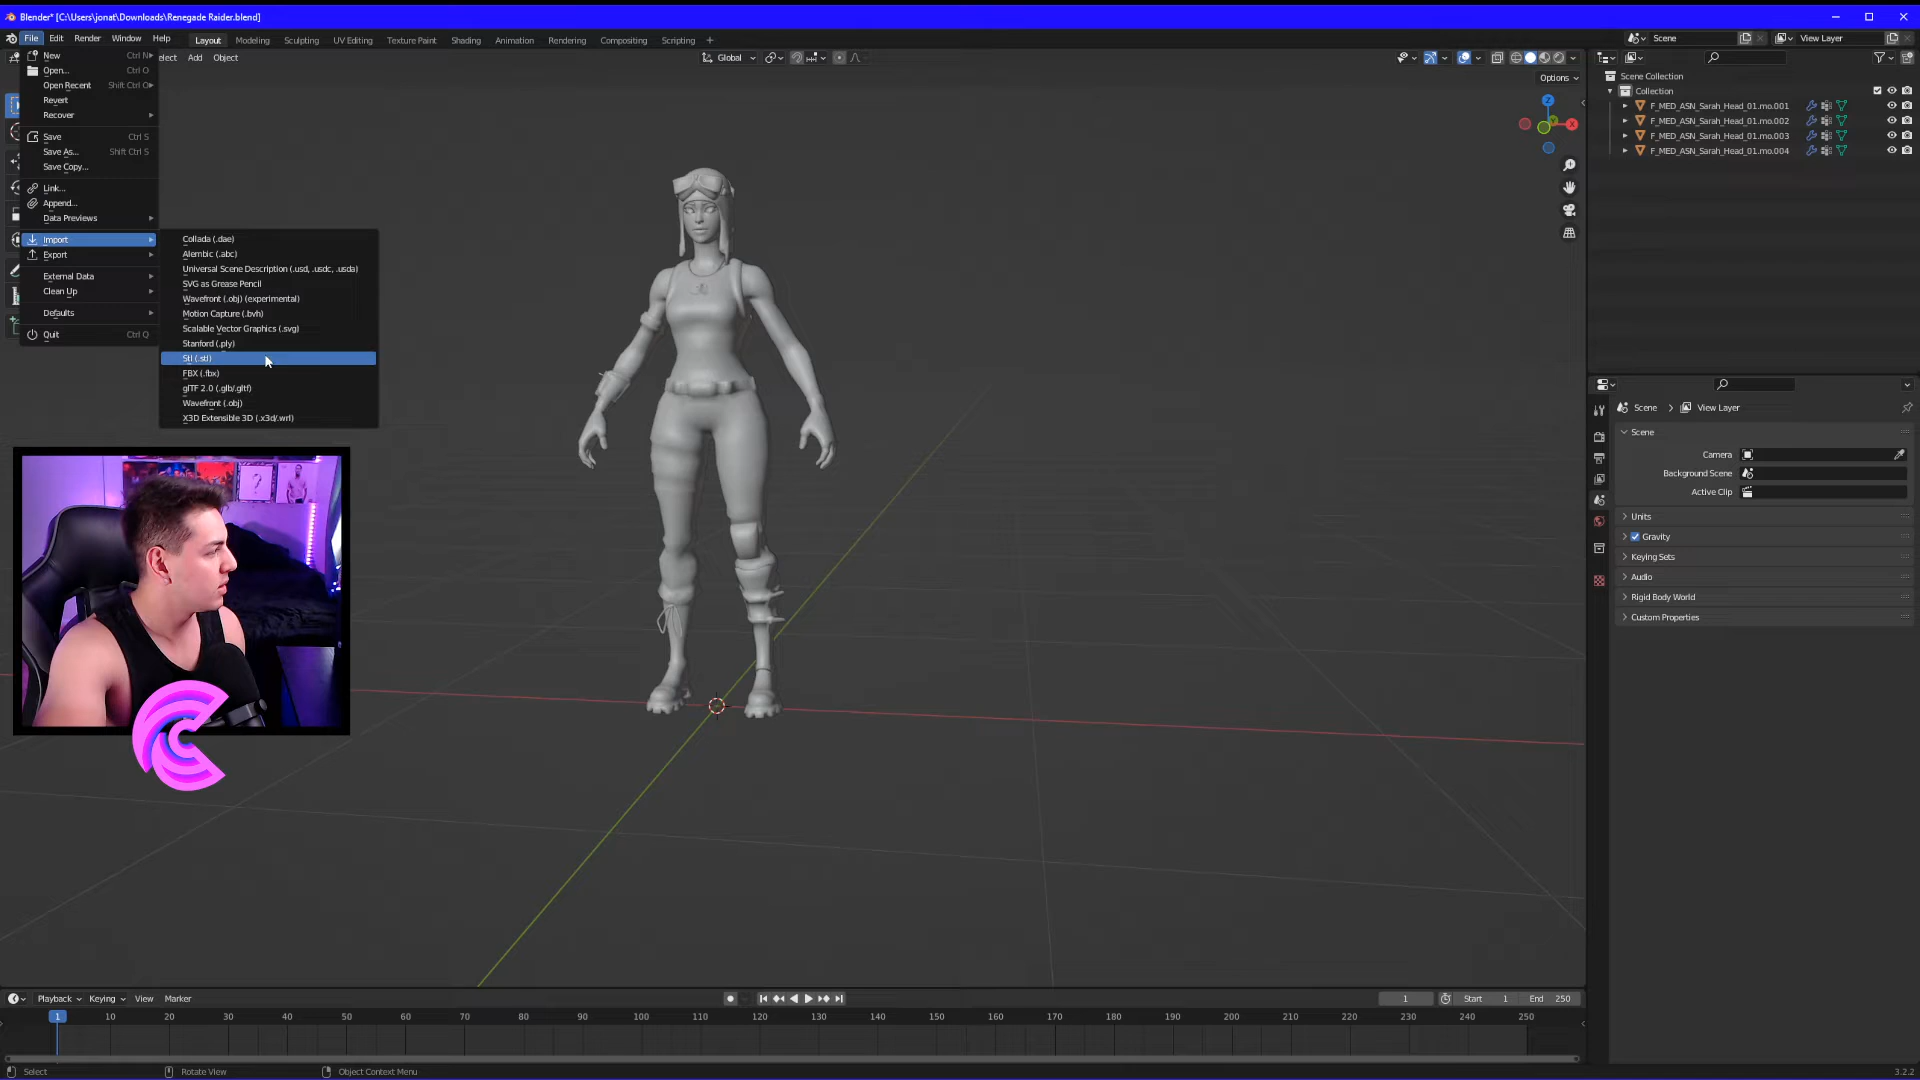 Blender* [C:\Users\jonat\Downloads\Renegade Raider.blend]
File Edit Render Window Help Layout Modeling Sculpting UV Editing Texture Paint Shading Animation Rendering Compositing Scripting +
Scene
View Layer
elect Add Object
Global
Options
New Ctrl N
Open... Ctrl O
Open Recent Shift Ctrl O
Revert
Recover
Save Ctrl S
Save As... Shift Ctrl S
Save Copy...
Link...
Append...
Data Previews
Import
Export
External Data
Clean Up
Defaults
Quit Ctrl Q
Collada (.dae)
Alembic (.abc)
Universal Scene Description (.usd, .usdc, .usda)
SVG as Grease Pencil
Wavefront (.obj) (experimental)
Motion Capture (.bvh)
Scalable Vector Graphics (.svg)
Stanford (.ply)
Stl (.stl)
FBX (.fbx)
glTF 2.0 (.glb/.gltf)
Wavefront (.obj)
X3D Extensible 3D (.x3d/.wrl)
Z
X
Scene Collection
Collection
F_MED_ASN_Sarah_Head_01.mo.001
F_MED_ASN_Sarah_Head_01.mo.002
F_MED_ASN_Sarah_Head_01.mo.003
F_MED_ASN_Sarah_Head_01.mo.004
Scene > View Layer
Scene
Camera
Background Scene
Active Clip
Units
Gravity
Keying Sets
Audio
Rigid Body World
Custom Properties
Playback Keying View Marker
1 Start 1 End 250
1 10 20 30 40 50 60 70 80 90 100 110 120 130 140 150 160 170 180 190 200 210 220 230 240 250
Select Rotate View Object Context Menu
3.2.2